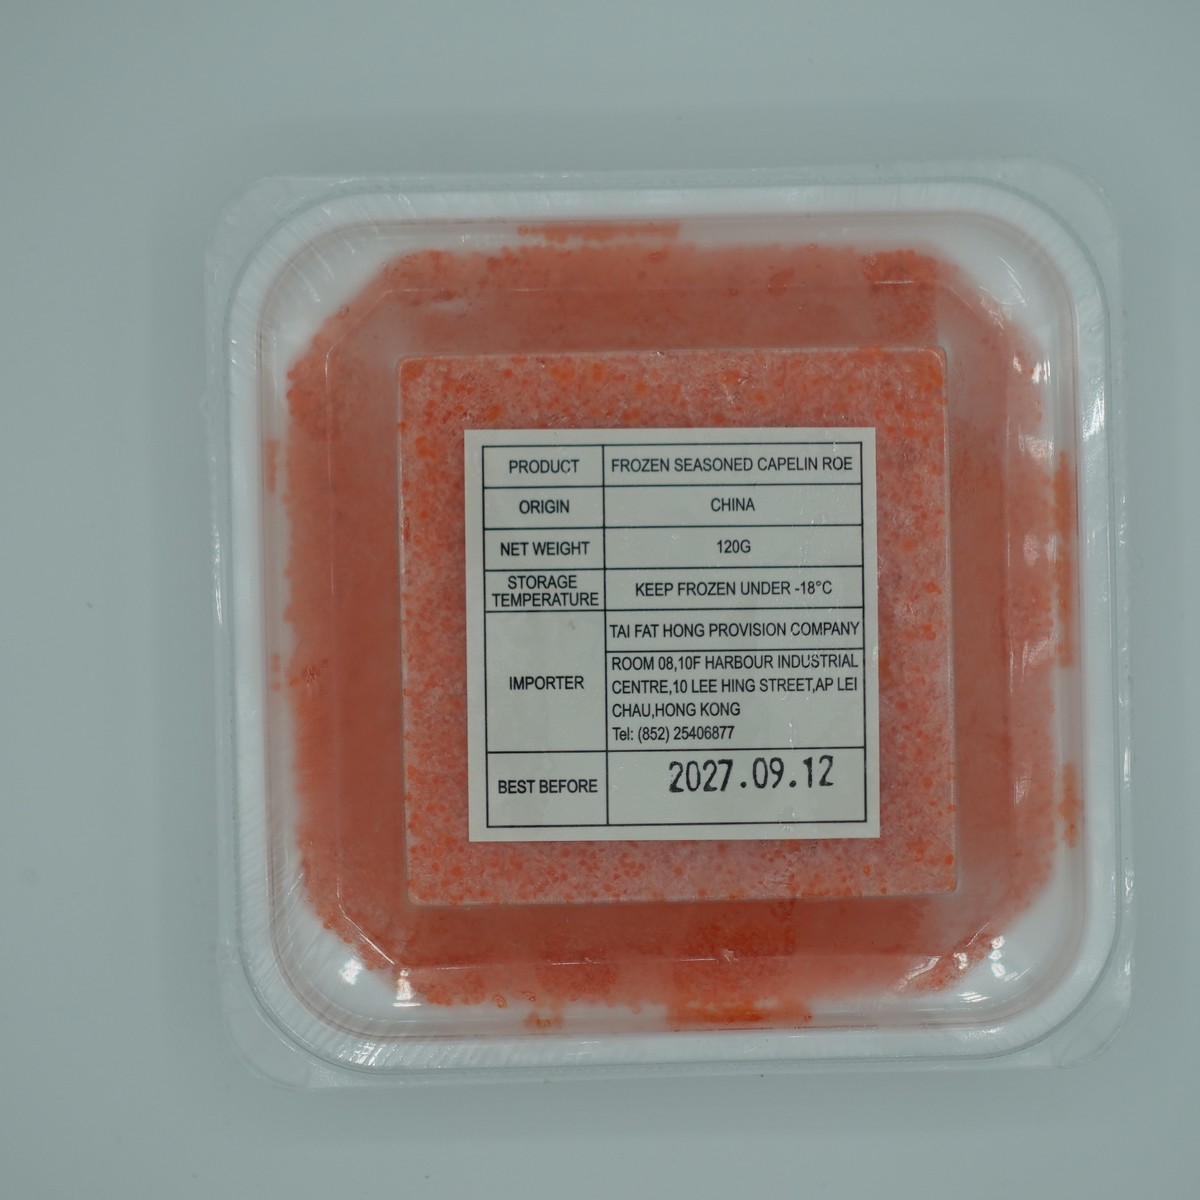 PRODUCT FROZEN SEASONED CAPELIN ROE
ORIGIN CHINA
NET WEIGHT 120G
STORAGE TEMPERATURE KEEP FROZEN UNDER -18°C
IMPORTER TAI FAT HONG PROVISION COMPANY
ROOM 08,10F HARBOUR INDUSTRIAL
CENTRE,10 LEE HING STREET,AP LEI
CHAU,HONG KONG
Tel: (852) 25406877
BEST BEFORE 2027.09.12